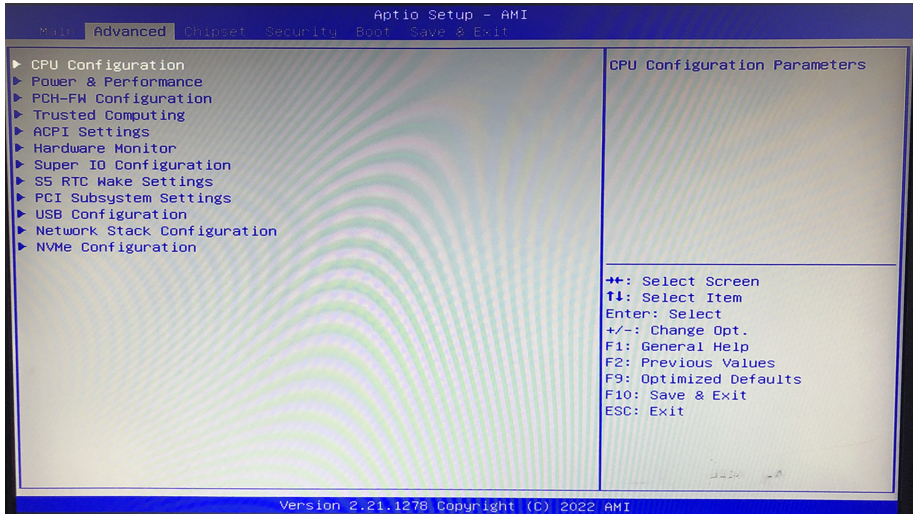 Aptio Setup – AMI
Main Advanced Chipset Security Boot Save & Exit
CPU Configuration
Power & Performance
PCH-FW Configuration
Trusted Computing
ACPI Settings
Hardware Monitor
Super IO Configuration
S5 RTC Wake Settings
PCI Subsystem Settings
USB Configuration
Network Stack Configuration
NVMe Configuration
CPU Configuration Parameters
→←: Select Screen
↑↓: Select Item
Enter: Select
+/-: Change Opt.
F1: General Help
F2: Previous Values
F9: Optimized Defaults
F10: Save & Exit
ESC: Exit
Version 2.21.1278 Copyright (C) 2022 AMI